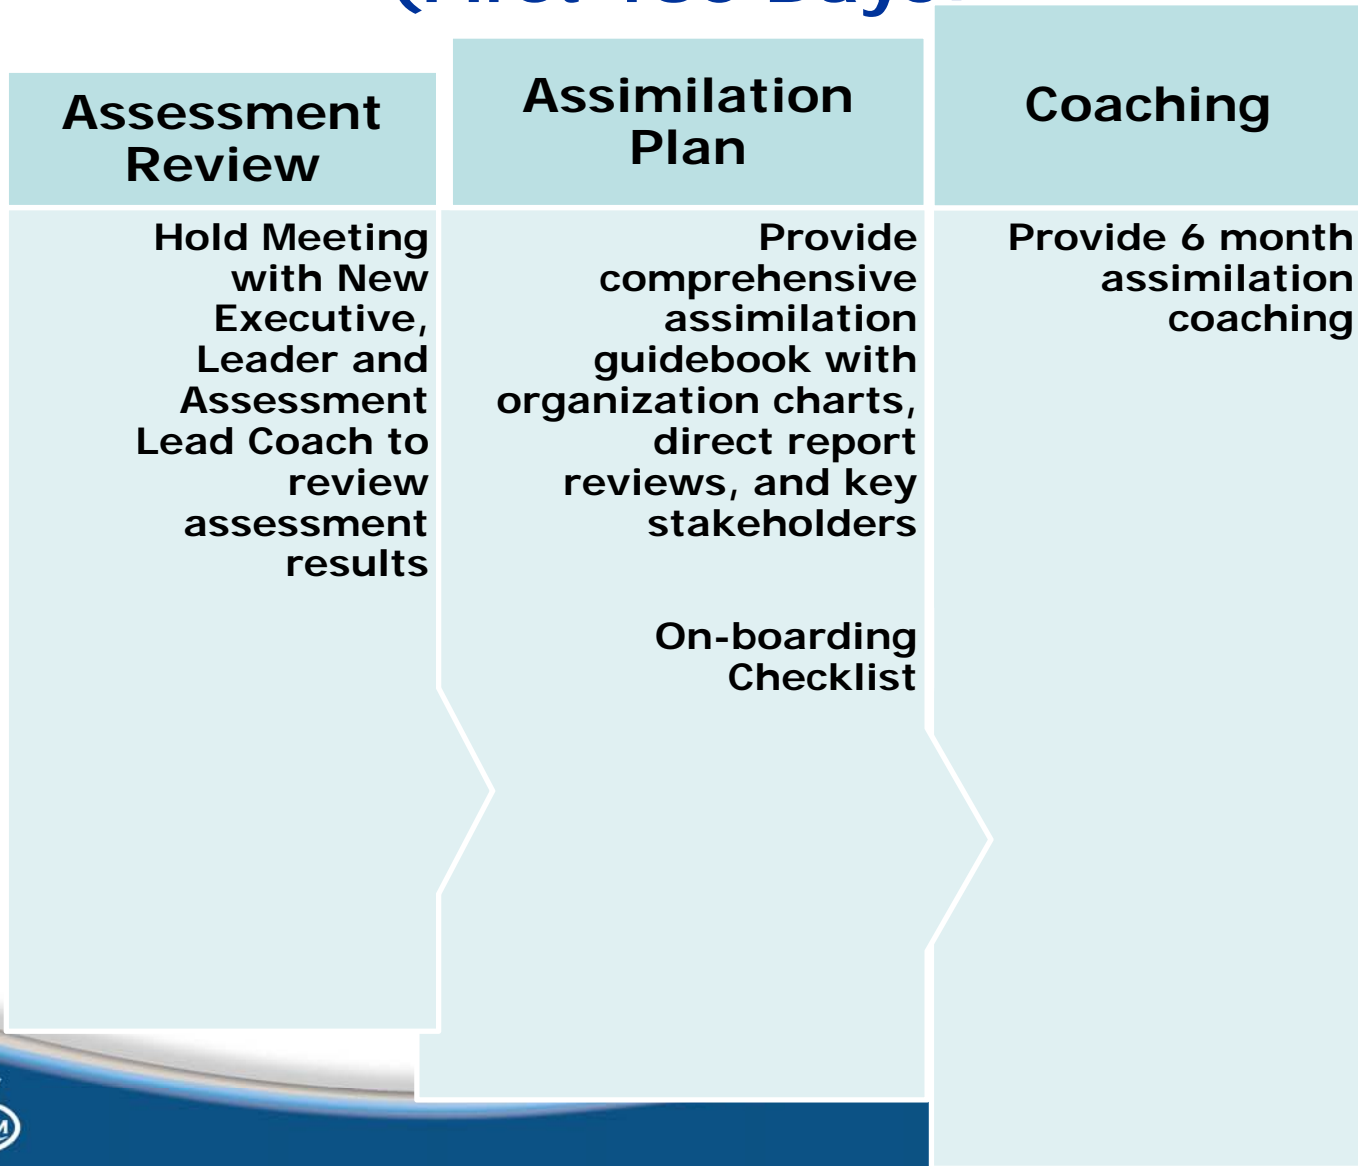 (First
Days
Assessment
Review
Hold Meeting
with New
Executive,
Leader and
Assessment
Lead Coach to
review
assessment
results
Assimilation
Plan
Provide
comprehensive
assimilation
guidebook with
organization charts,
direct report
reviews, and key
stakeholders
On-boarding
Checklist
Coaching
Provide 6 month
assimilation
coaching